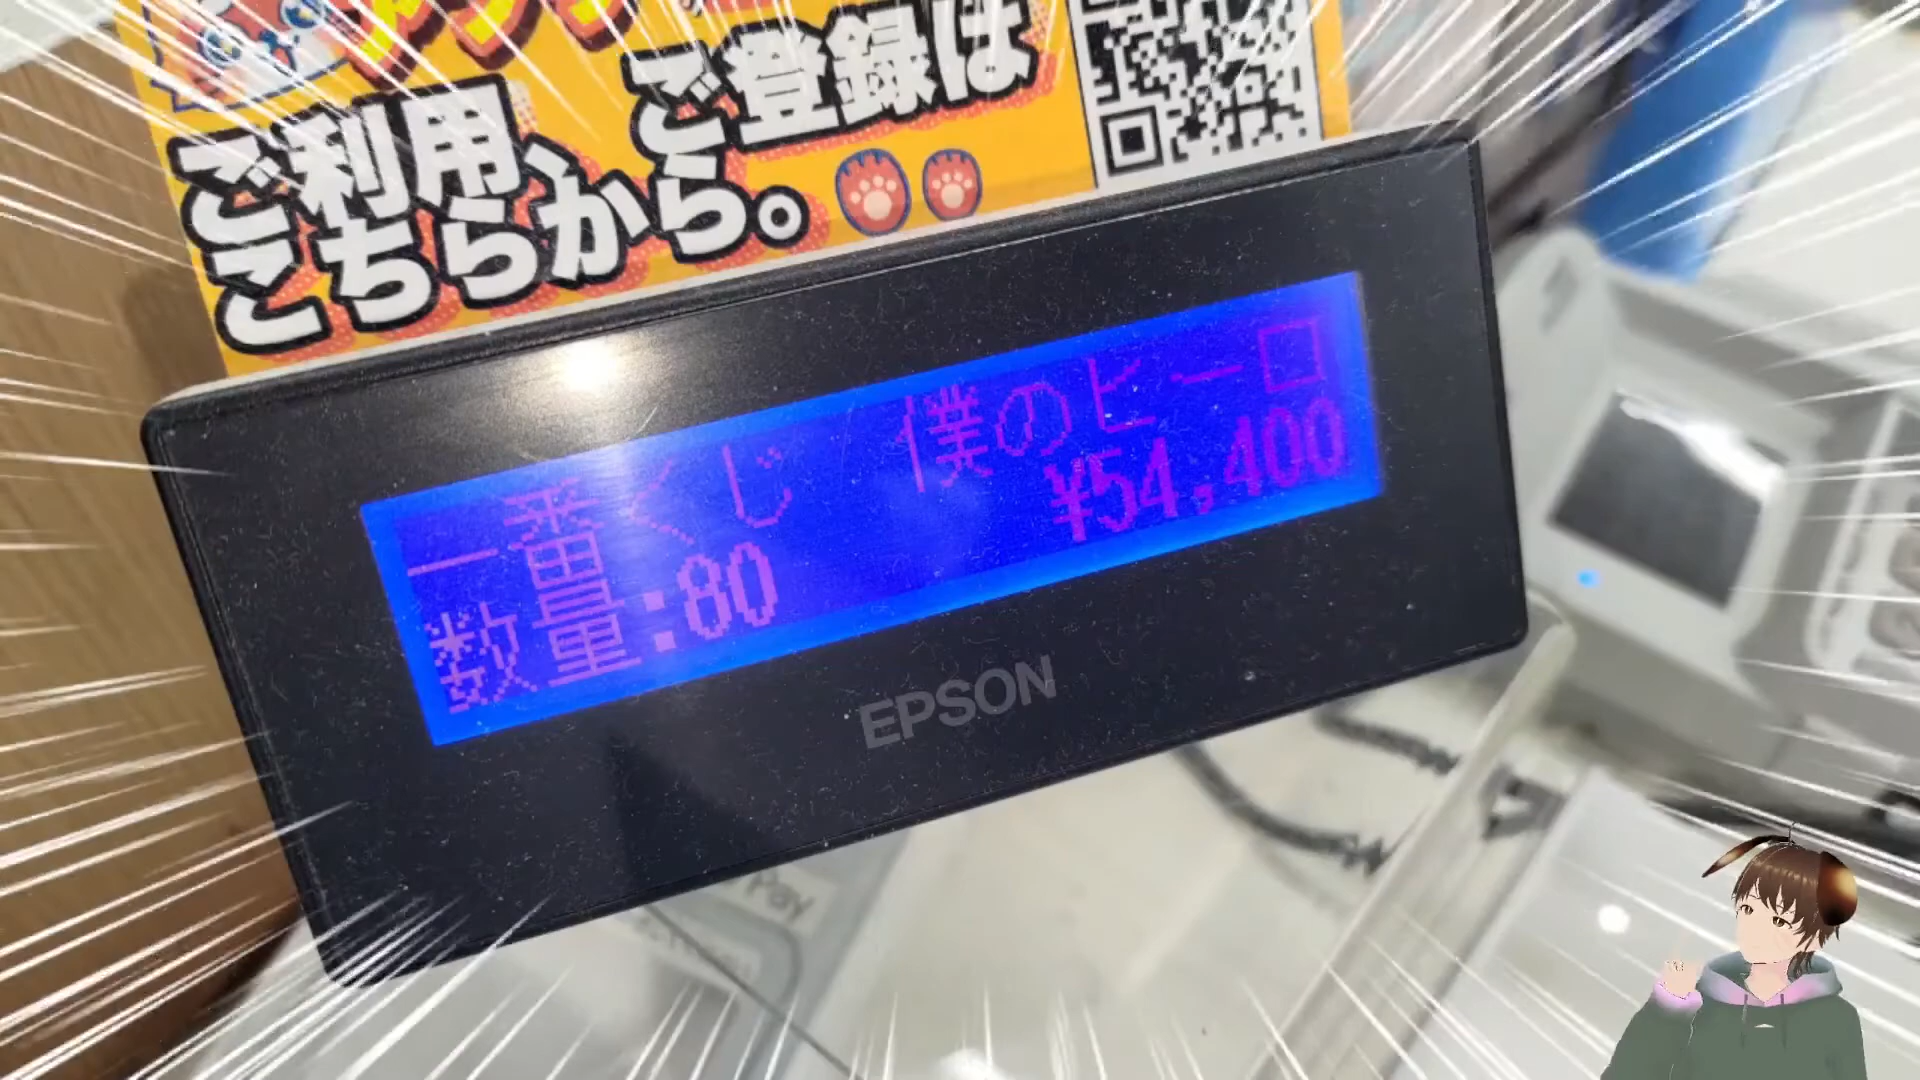 ご登録は
ご利用、
こちらから。
一番くじ　僕のヒーロ
数量:80 ¥54,400
EPSON
Pay